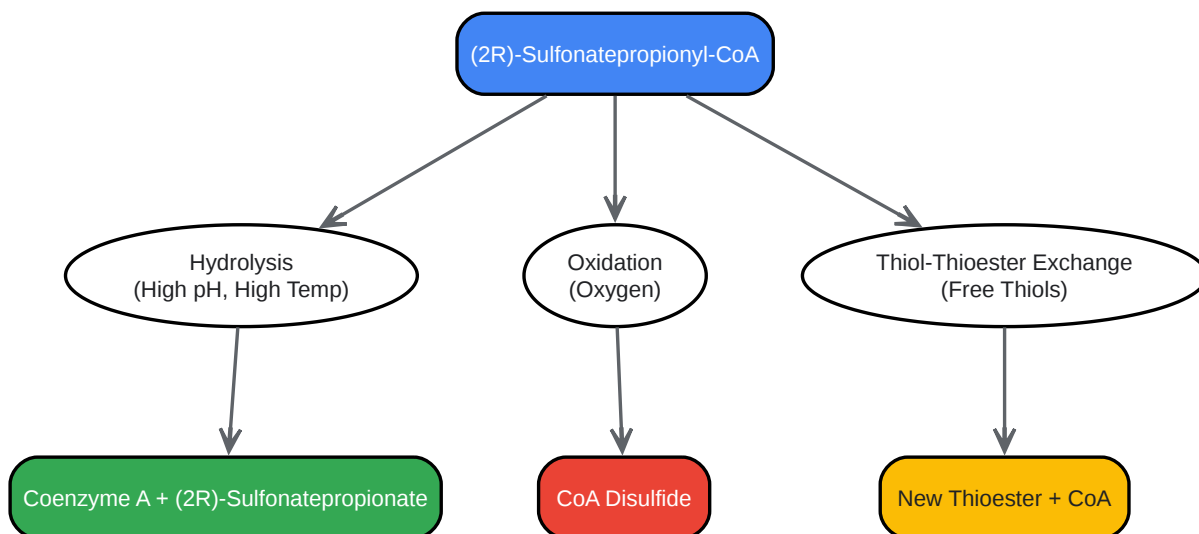 (2R)-Sulfonatepropionyl-CoA
Hydrolysis
(High pH, High Temp)
Oxidation
(Oxygen)
Thiol-Thioester Exchange
(Free Thiols)
Coenzyme A + (2R)-Sulfonatepropionate
CoA Disulfide
New Thioester + CoA